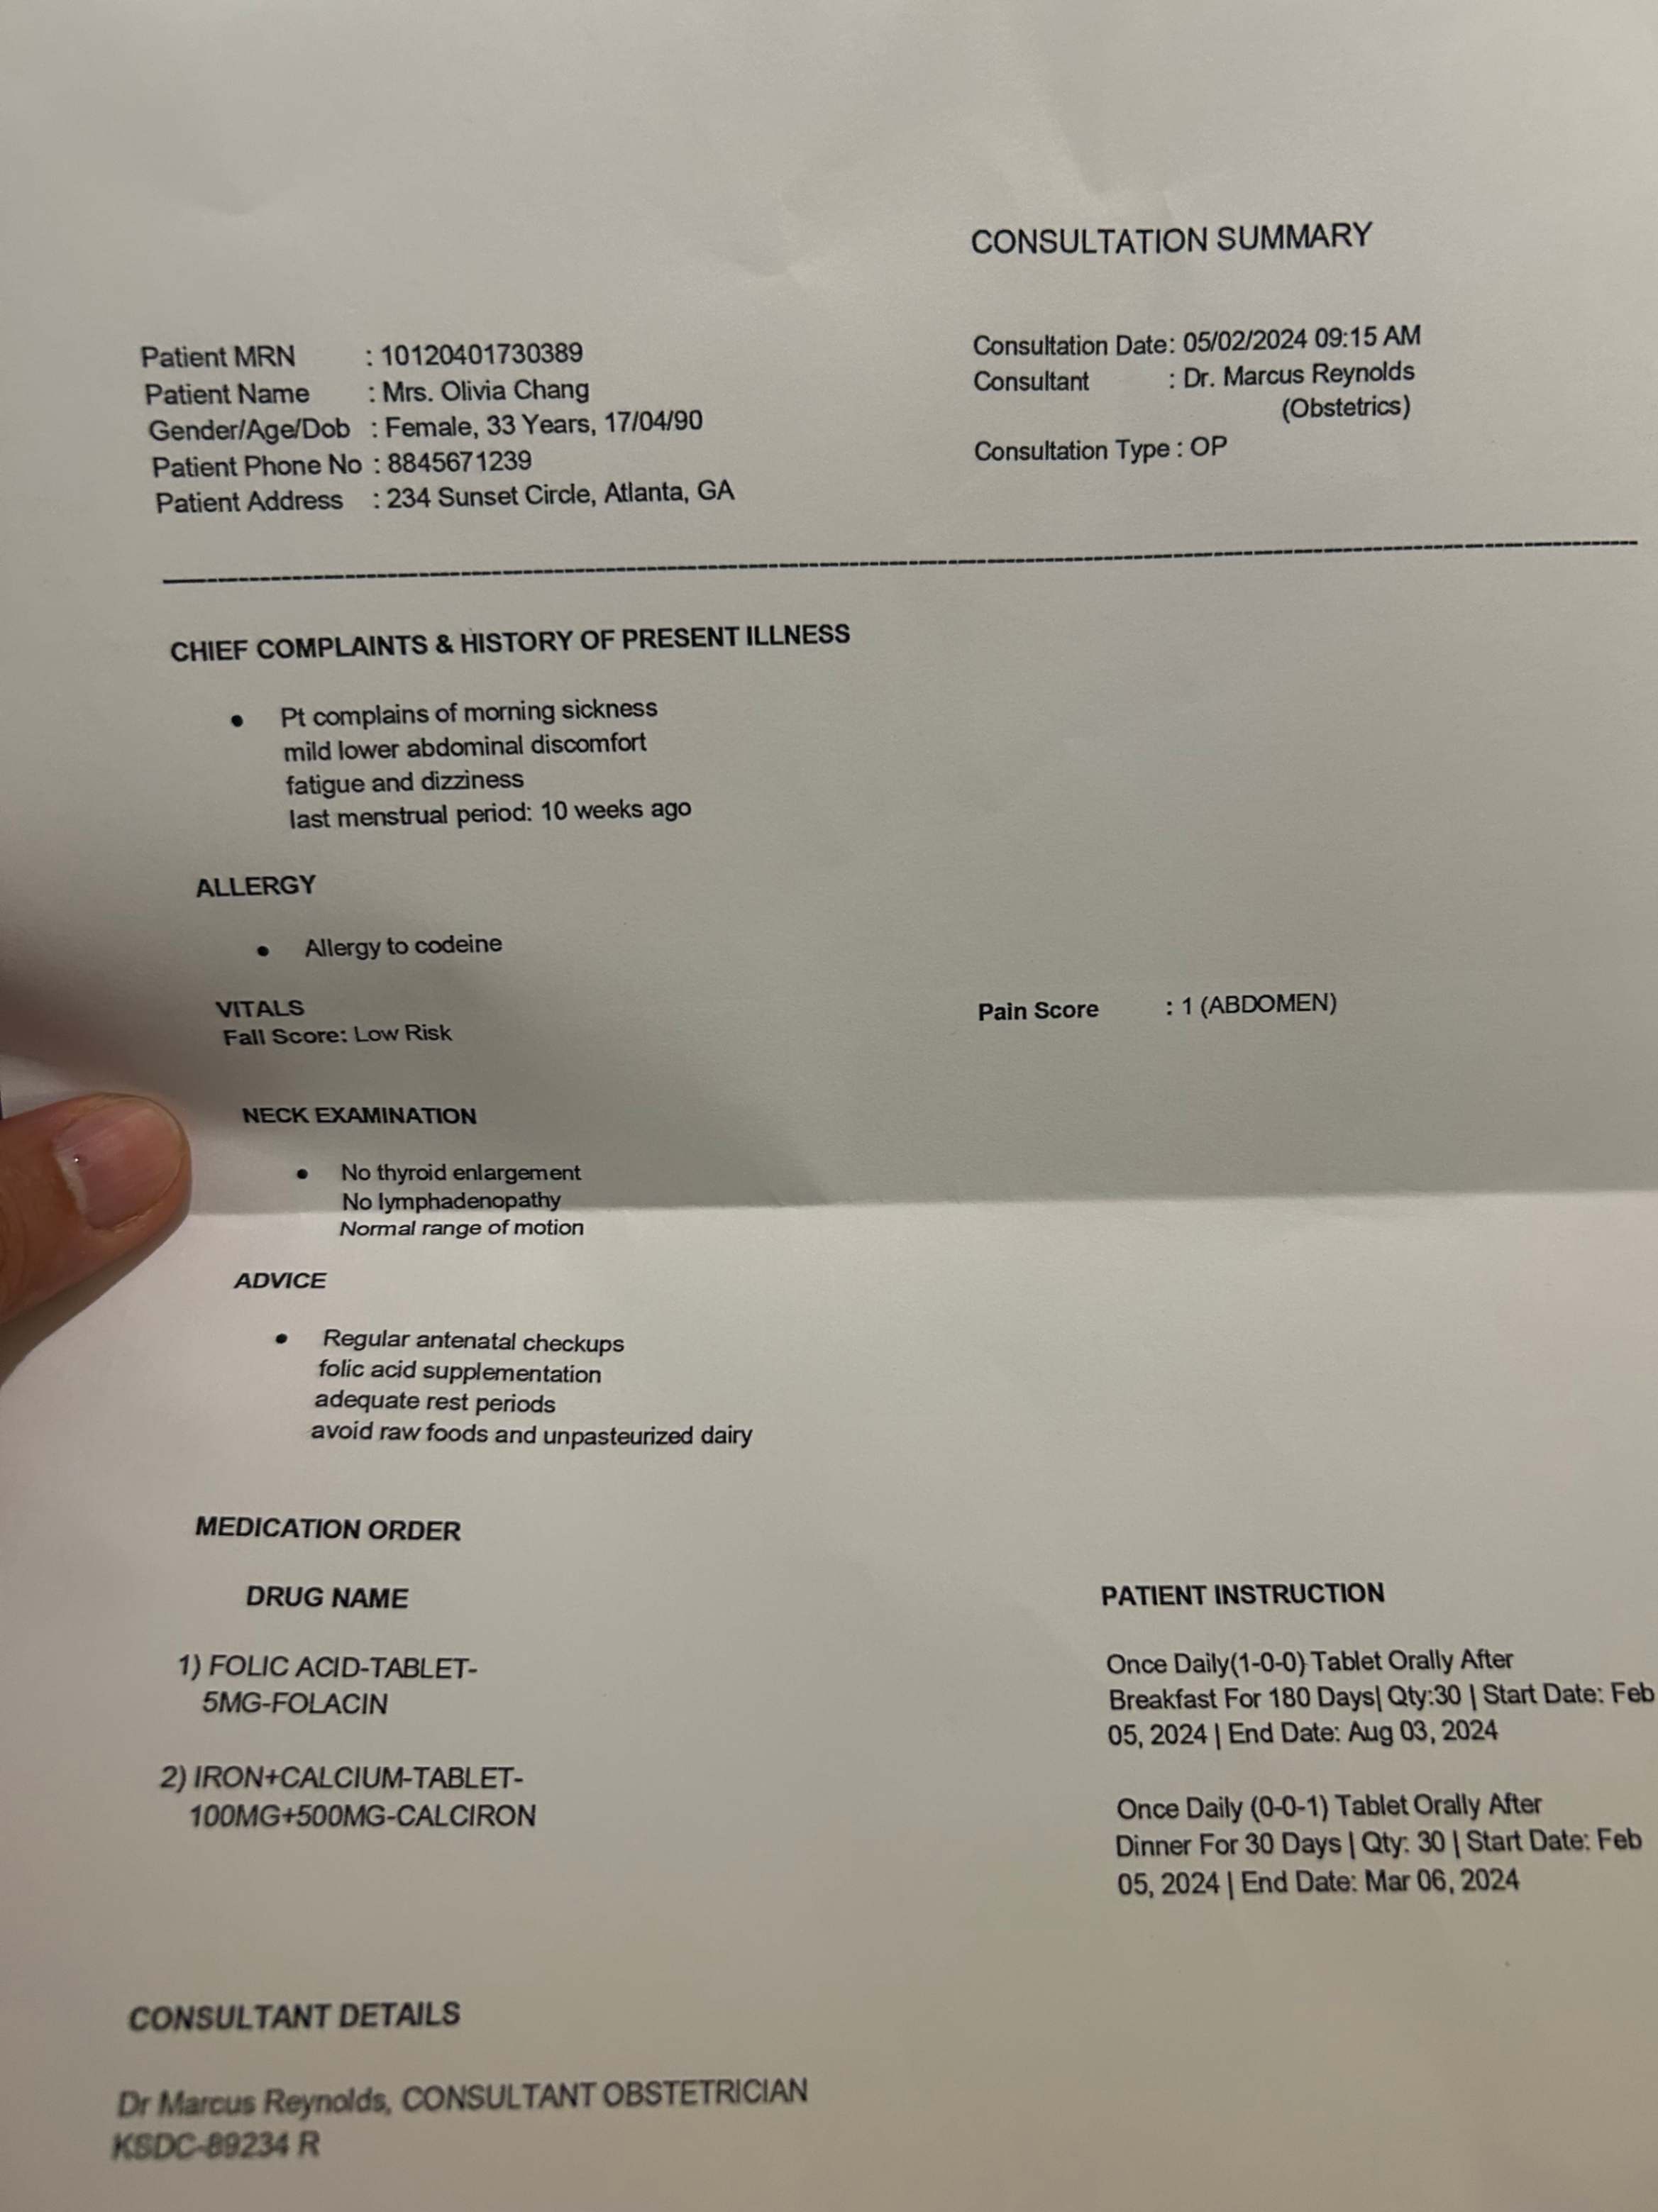 CONSULTATION SUMMARY
Patient MRN : 10120401730389
Patient Name : Mrs. Olivia Chang
Gender/Age/Dob : Female, 33 Years, 17/04/90
Patient Phone No : 8845671239
Patient Address : 234 Sunset Circle, Atlanta, GA
Consultation Date: 05/02/2024 09:15 AM
Consultant : Dr. Marcus Reynolds
(Obstetrics)
Consultation Type : OP
CHIEF COMPLAINTS & HISTORY OF PRESENT ILLNESS
• Pt complains of morning sickness
mild lower abdominal discomfort
fatigue and dizziness
last menstrual period: 10 weeks ago
ALLERGY
• Allergy to codeine
VITALS
Fall Score: Low Risk
Pain Score : 1 (ABDOMEN)
NECK EXAMINATION
• No thyroid enlargement
No lymphadenopathy
Normal range of motion
ADVICE
• Regular antenatal checkups
folic acid supplementation
adequate rest periods
avoid raw foods and unpasteurized dairy
MEDICATION ORDER
DRUG NAME
PATIENT INSTRUCTION
1) FOLIC ACID-TABLET-
5MG-FOLACIN
Once Daily(1-0-0) Tablet Orally After
Breakfast For 180 Days| Qty:30 | Start Date: Feb
05, 2024 | End Date: Aug 03, 2024
2) IRON+CALCIUM-TABLET-
100MG+500MG-CALCIRON
Once Daily (0-0-1) Tablet Orally After
Dinner For 30 Days | Qty: 30 | Start Date: Feb
05, 2024 | End Date: Mar 06, 2024
CONSULTANT DETAILS
Dr Marcus Reynolds, CONSULTANT OBSTETRICIAN
KSDC-89234 R